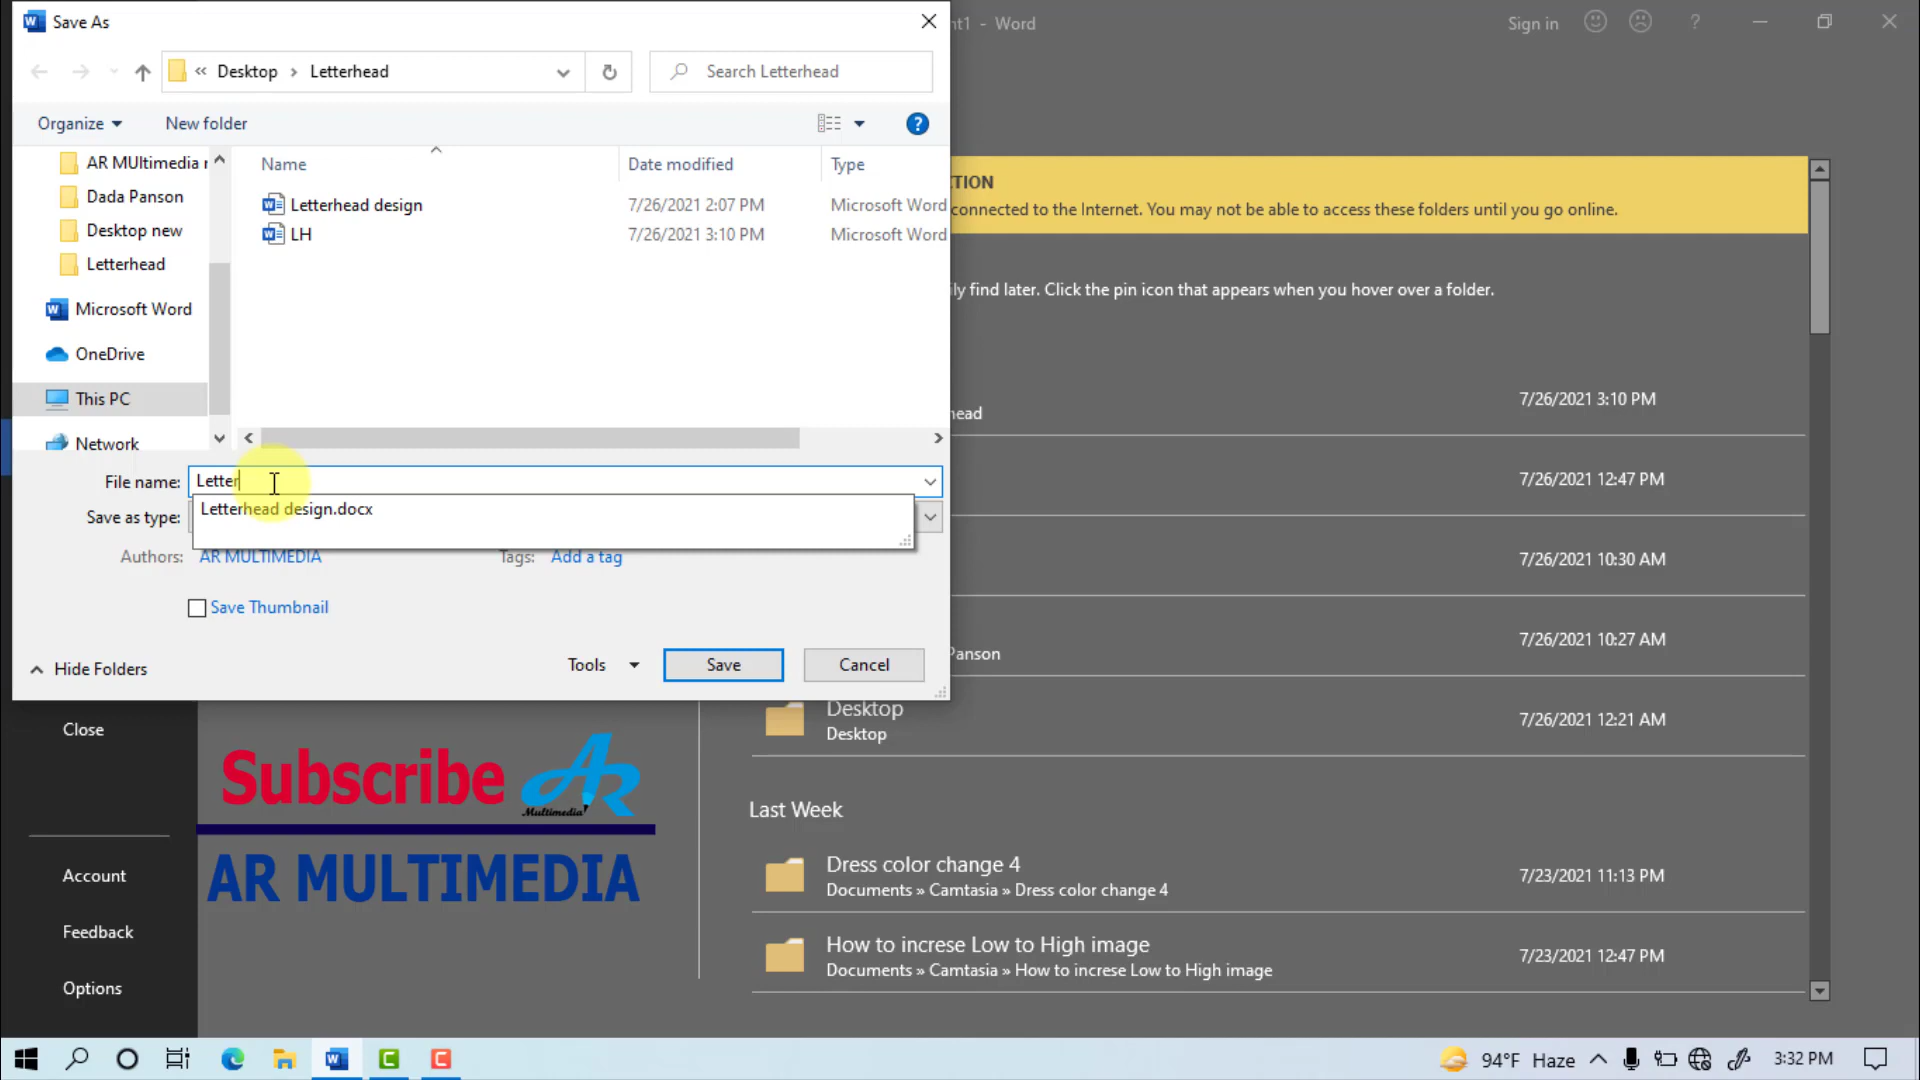 Save As
nt1 - Word
Sign in
?
« Desktop › Letterhead
Search Letterhead
Organize
New folder
?
AR MUltimedia r
Dada Panson
Desktop new
Letterhead
Microsoft Word
OneDrive
This PC
Network
Name
Date modified
Type
Letterhead design
7/26/2021 2:07 PM
Microsoft Word
LH
7/26/2021 3:10 PM
Microsoft Word
File name:
Letter
Letterhead design.docx
Save as type:
Authors:
AR MULTIMEDIA
Tags:
Add a tag
Save Thumbnail
Hide Folders
Tools
Save
Cancel
TION
connected to the Internet. You may not be able to access these folders until you go online.
ily find later. Click the pin icon that appears when you hover over a folder.
7/26/2021 3:10 PM
head
7/26/2021 12:47 PM
7/26/2021 10:30 AM
7/26/2021 10:27 AM
Panson
Desktop
Desktop
7/26/2021 12:21 AM
Last Week
Dress color change 4
Documents » Camtasia » Dress color change 4
7/23/2021 11:13 PM
How to increse Low to High image
Documents » Camtasia » How to increse Low to High image
7/23/2021 12:47 PM
Close
Account
Feedback
Options
Subscribe
AR
Multimedia
AR MULTIMEDIA
94°F Haze
3:32 PM